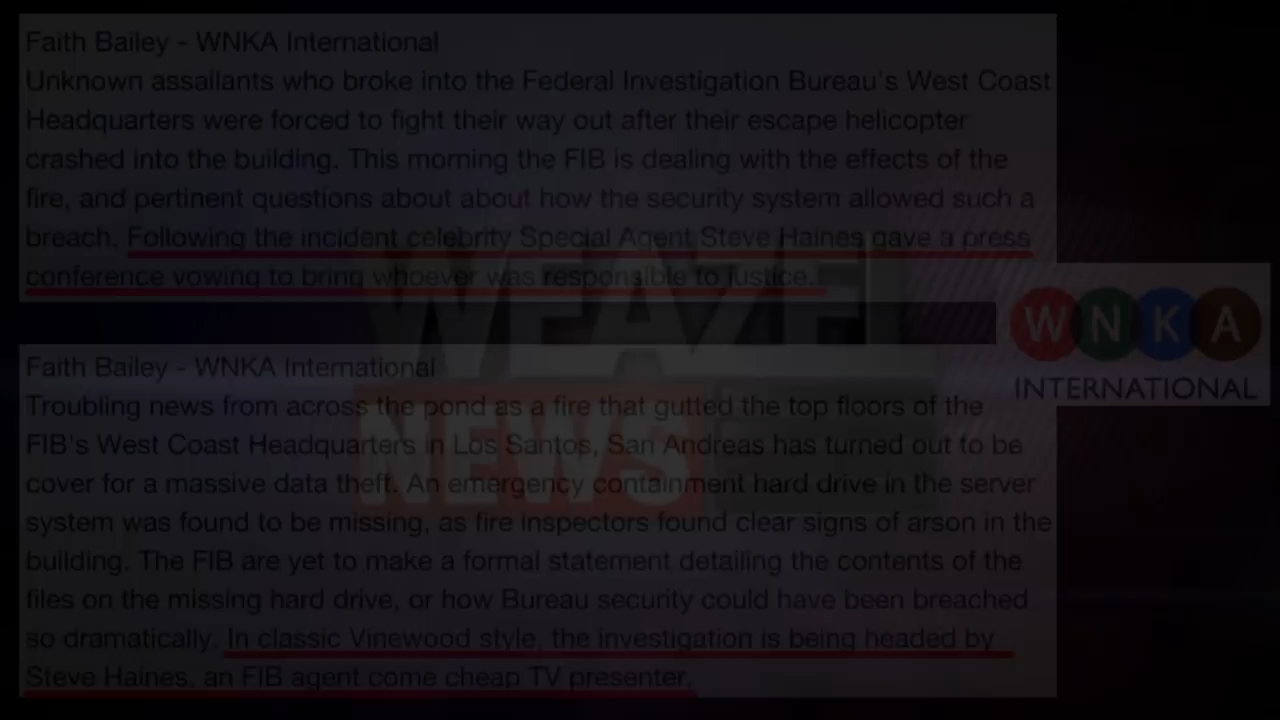 Faith Bailey - WNKA International
Unknown assailants who broke into the Federal Investigation Bureau's West Coast
Headquarters were forced to fight their way out after their escape helicopter
crashed into the building. This morning the FIB is dealing with the effects of the
fire, and pertinent questions about about how the security system allowed such a
breach. Following the incident celebrity Special Agent Steve Haines gave a press
conference vowing to bring whoever was responsible to justice.
WEAZEL
NEWS
WNKA
INTERNATIONAL
Faith Bailey - WNKA International
Troubling news from across the pond as a fire that gutted the top floors of the
FIB's West Coast Headquarters in Los Santos, San Andreas has turned out to be
cover for a massive data theft. An emergency containment hard drive in the server
system was found to be missing, as fire inspectors found clear signs of arson in the
building. The FIB are yet to make a formal statement detailing the contents of the
files on the missing hard drive, or how Bureau security could have been breached
so dramatically. In classic Vinewood style, the investigation is being headed by
Steve Haines, an FIB agent come cheap TV presenter.